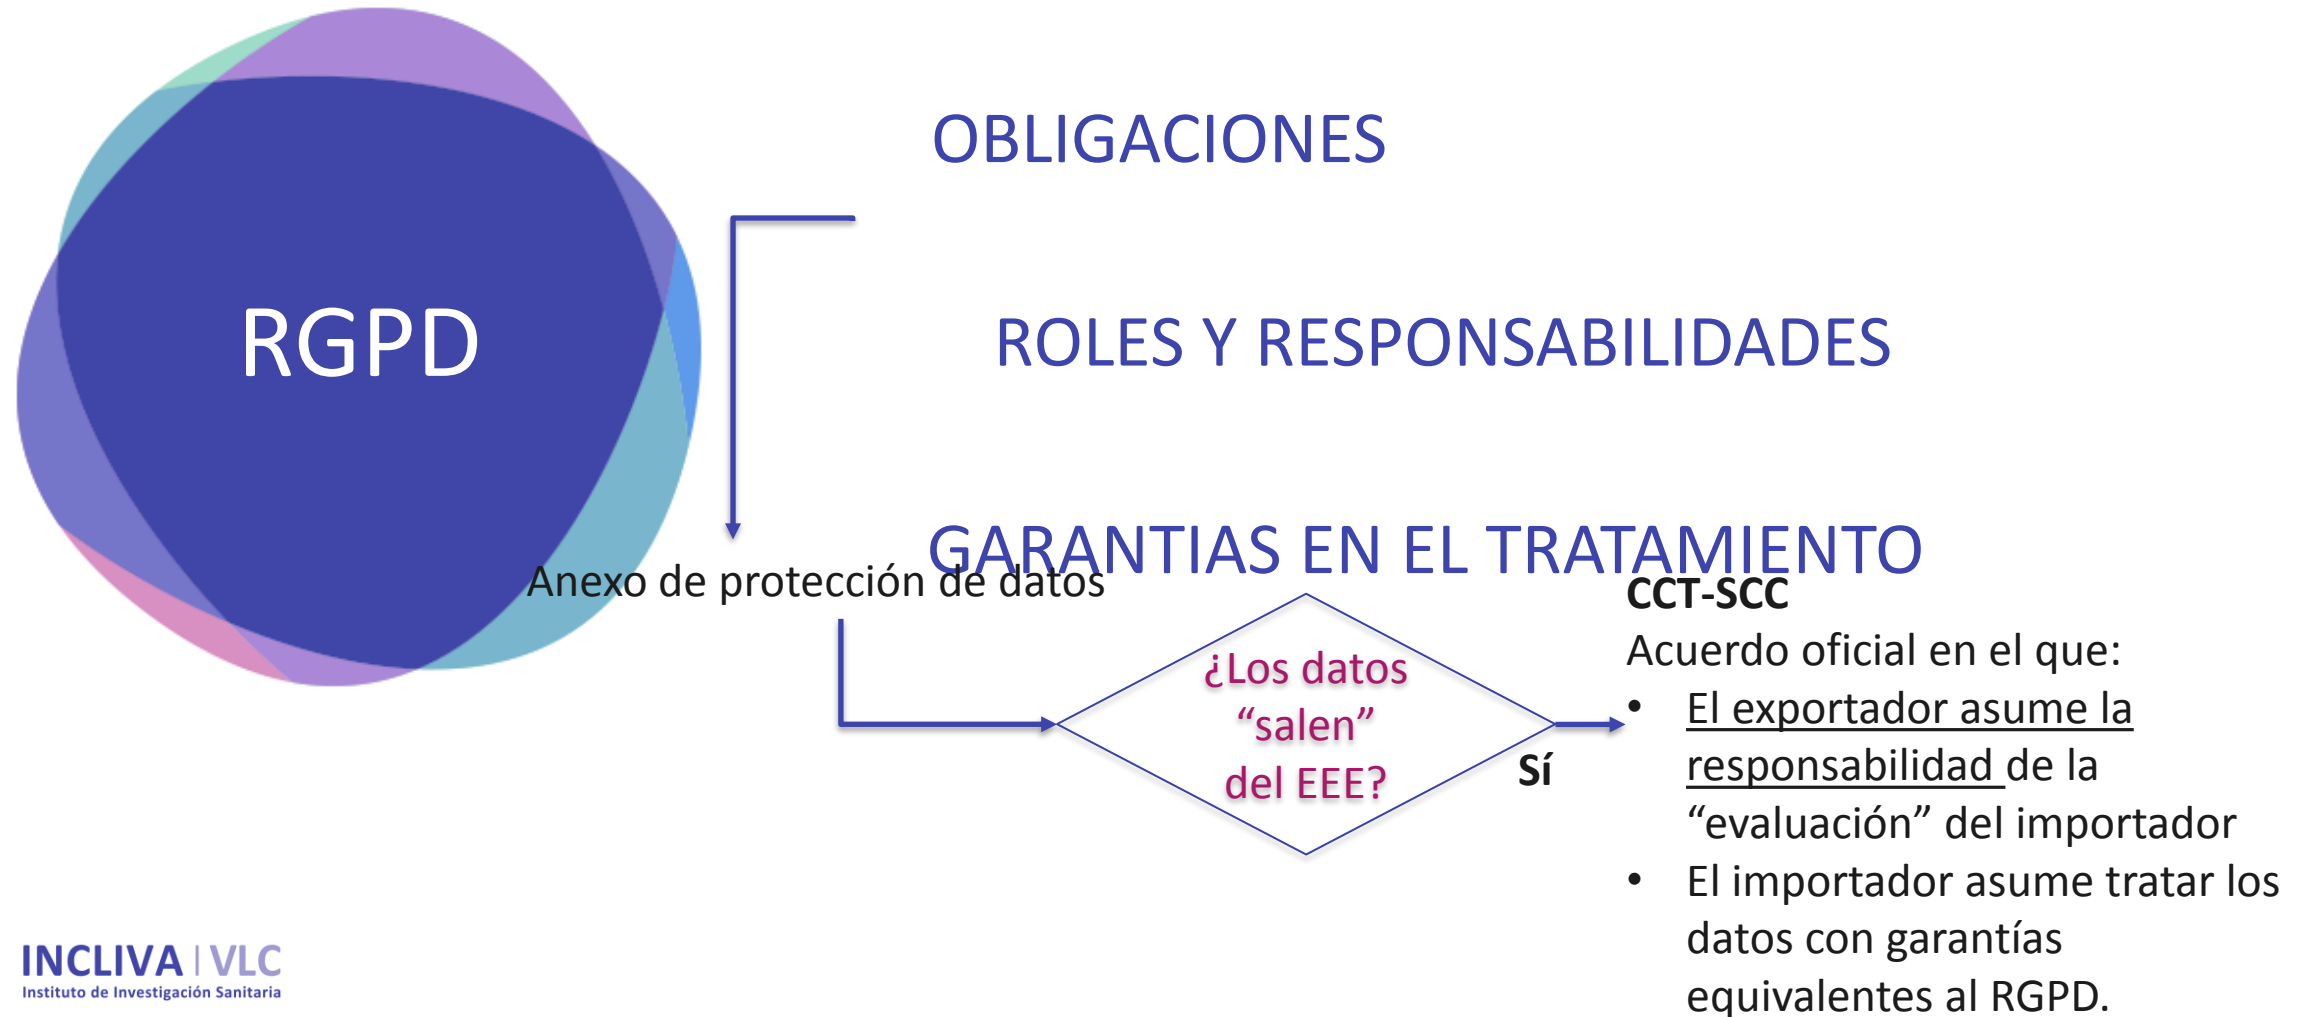 RGPD
OBLIGACIONES
ROLES Y RESPONSABILIDADES
GARANTIAS EN EL TRATAMIENTO
Anexo de protección de datos
¿Los datos
“salen”
del EEE?
Sí
CCT-SCC
Acuerdo oficial en el que:
• El exportador asume la
responsabilidad de la
“evaluación” del importador
• El importador asume tratar los
datos con garantías
equivalentes al RGPD.
INCLIVA | VLC
Instituto de Investigación Sanitaria